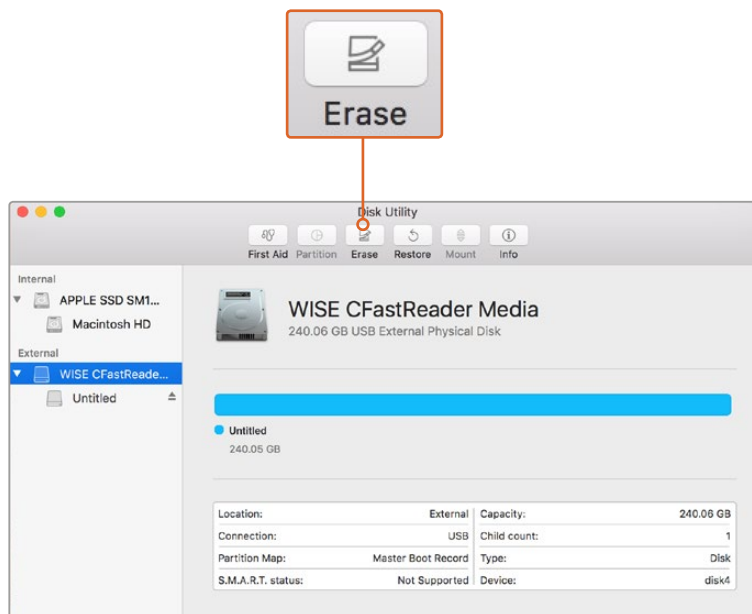 Erase
Disk Utility
First Aid Partition Erase Restore Mount Info
Internal
APPLE SSD SM1...
Macintosh HD
External
WISE CFastReade...
Untitled
WISE CFastReader Media
240.06 GB USB External Physical Disk
Untitled
240.05 GB
Location: External Capacity: 240.06 GB
Connection: USB Child count: 1
Partition Map: Master Boot Record Type: Disk
S.M.A.R.T. status: Not Supported Device: disk4